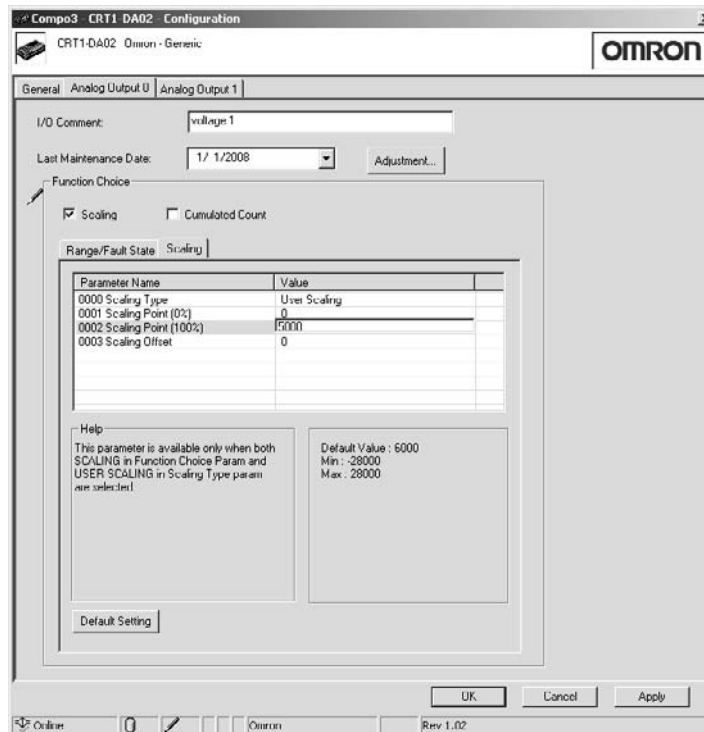 Compo3 - CRT1-DA02 - Configuration
CRT1-DA02 Omron - Generic
OMRON
General Analog Output 0 Analog Output 1
I/O Comment: voltage 1
Last Maintenance Date: 1/ 1/2008 Adjustment...
Function Choice
Scaling Cumulated Count
Range/Fault State Scaling
Parameter Name Value
0000 Scaling Type User Scaling
0001 Scaling Point (0%) 0
0002 Scaling Point (100%) 5000
0003 Scaling Offset 0
Help
This parameter is available only when both
SCALING in Function Choice Param and
USER SCALING in Scaling Type param
are selected
Default Value : 6000
Min : -28000
Max : 28000
Default Setting
OK Cancel Apply
Online Omron Rev 1.02